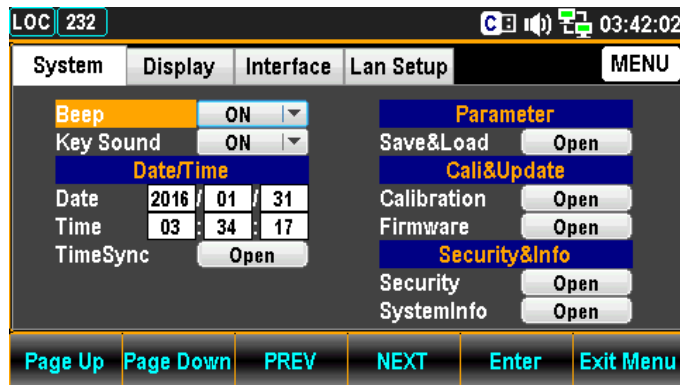 LOC 232 C 03:42:02
System Display Interface Lan Setup MENU
Beep ON
Key Sound ON
Date/Time
Date 2016 / 01 / 31
Time 03 : 34 : 17
TimeSync Open
Parameter
Save&Load Open
Cali&Update
Calibration Open
Firmware Open
Security&Info
Security Open
SystemInfo Open
Page Up Page Down PREV NEXT Enter Exit Menu